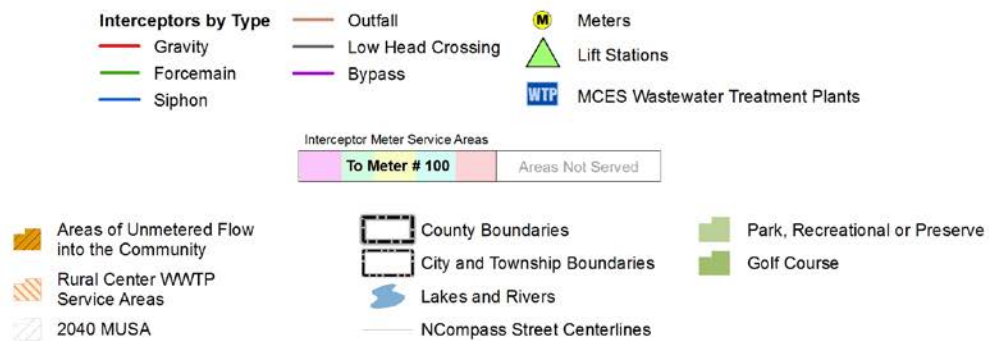 Interceptors by Type
Gravity
Forcemain
Siphon
Outfall
Low Head Crossing
Bypass
M Meters
Lift Stations
WTP MCES Wastewater Treatment Plants
Interceptor Meter Service Areas
To Meter # 100
Areas Not Served
Areas of Unmetered Flow
into the Community
Rural Center WWTP
Service Areas
2040 MUSA
County Boundaries
City and Township Boundaries
Lakes and Rivers
NCompass Street Centerlines
Park, Recreational or Preserve
Golf Course